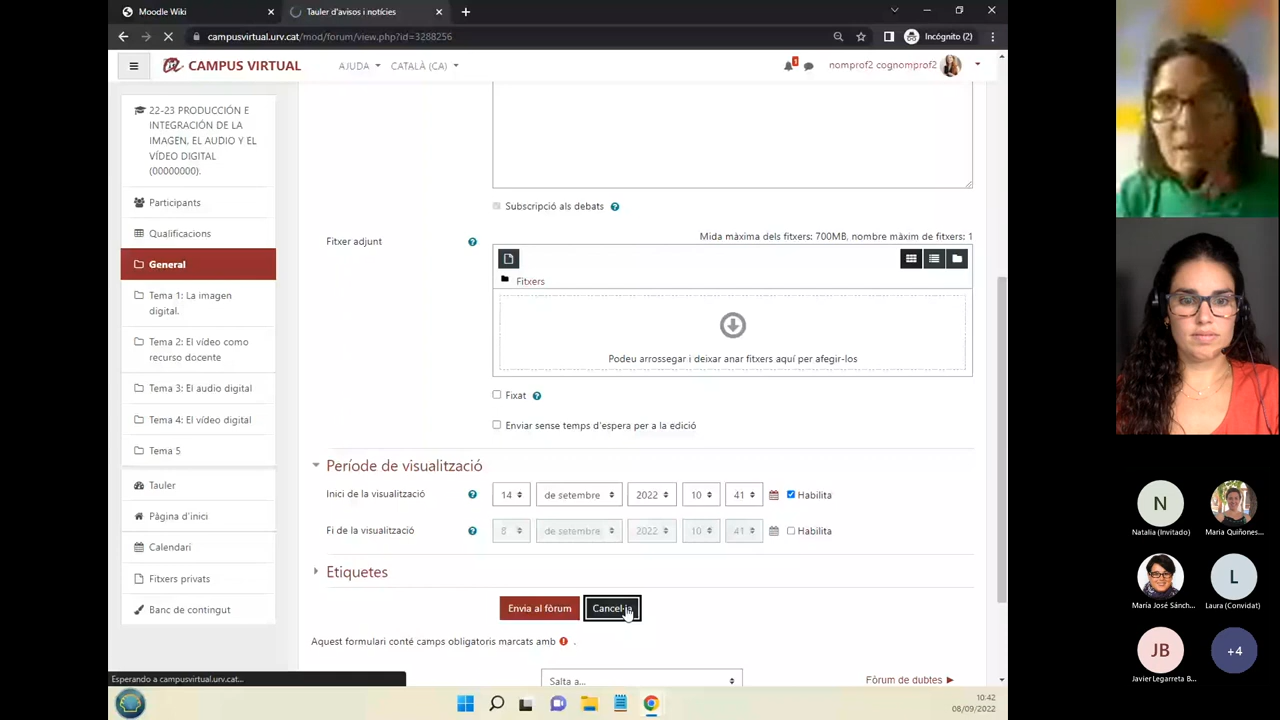 Moodle Wiki
Tauler d'avisos i notícies
campusvirtual.urv.cat/mod/forum/view.php?id=3288256
Incógnito (3)
CAMPUS VIRTUAL
AJUDA
CATALÀ (CA)
1
nomprof2 cognomprof2
22-23 PRODUCCIÓN E
INTEGRACIÓN DE LA
IMAGEN, EL AUDIO Y EL
VÍDEO DIGITAL
(00000000).
Participants
Qualificacions
General
Tema 1: La imagen
digital.
Tema 2: El vídeo como
recurso docente
Tema 3: El audio digital
Tema 4: El vídeo digital
Tema 5
Tauler
Pàgina d'inici
Calendari
Fitxers privats
Banc de contingut
Subscripció als debats
Fitxer adjunt
Mida màxima dels fitxers: 700MB, nombre màxim de fitxers: 1
Fitxers
Podeu arrossegar i deixar anar fitxers aquí per afegir-los
Fixat
Enviar sense temps d'espera per a la edició
Període de visualització
Inici de la visualització
14 de setembre 2022 10 41 Habilita
Fi de la visualització
8 de setembre 2022 10 41 Habilita
Etiquetes
Envia al fòrum
Cancel·la
Aquest formulari conté camps obligatoris marcats amb .
Salta a...
Fòrum de dubtes
Esperando a campusvirtual.urv.cat...
10:42
08/09/2022
N
Natalia (Invitado)
Maria Quiñones...
María José Sánch...
L
Laura (Convidat)
JB
Javier Legarreta B...
+4